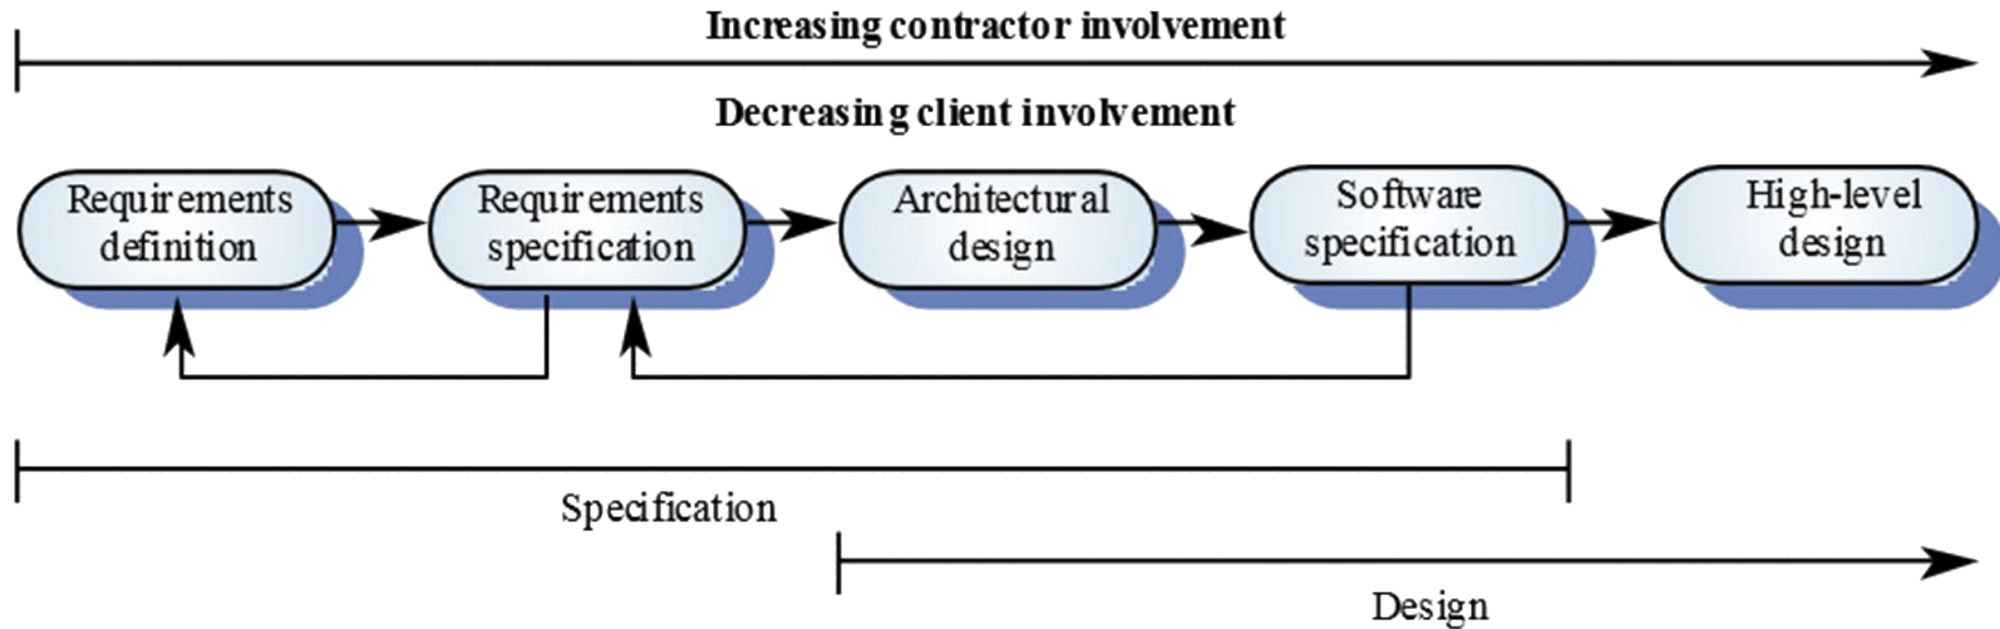 Increasing contractor involvement
Decreasing client involvement
Requirements
definition
Requirements
specification
Architectural
design
Software
specification
High-level
design
Specification
Design